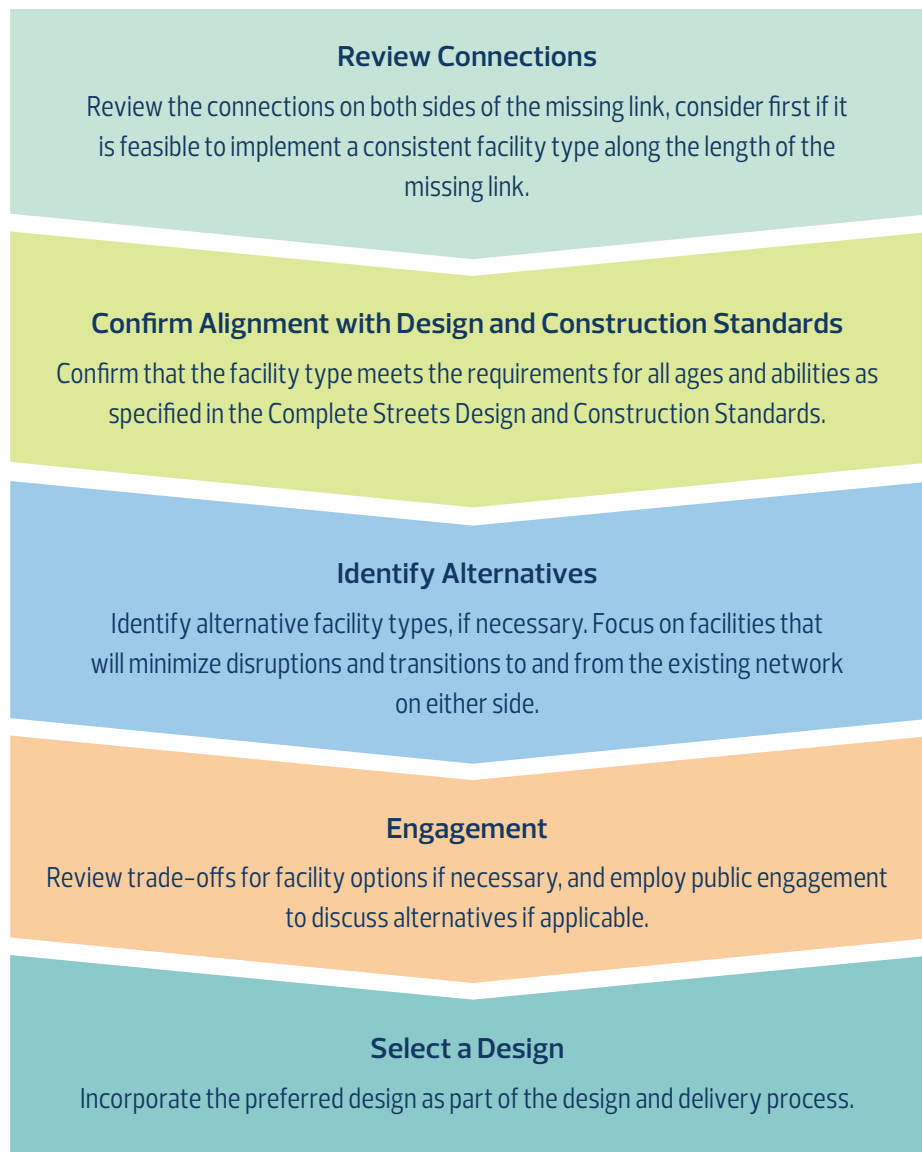 Review Connections
Review the connections on both sides of the missing link, consider first if it
is feasible to implement a consistent facility type along the length of the
missing link.
Confirm Alignment with Design and Construction Standards
Confirm that the facility type meets the requirements for all ages and abilities as
specified in the Complete Streets Design and Construction Standards.
Identify Alternatives
Identify alternative facility types, if necessary. Focus on facilities that
will minimize disruptions and transitions to and from the existing network
on either side.
Engagement
Review trade-offs for facility options if necessary, and employ public engagement
to discuss alternatives if applicable.
Select a Design
Incorporate the preferred design as part of the design and delivery process.